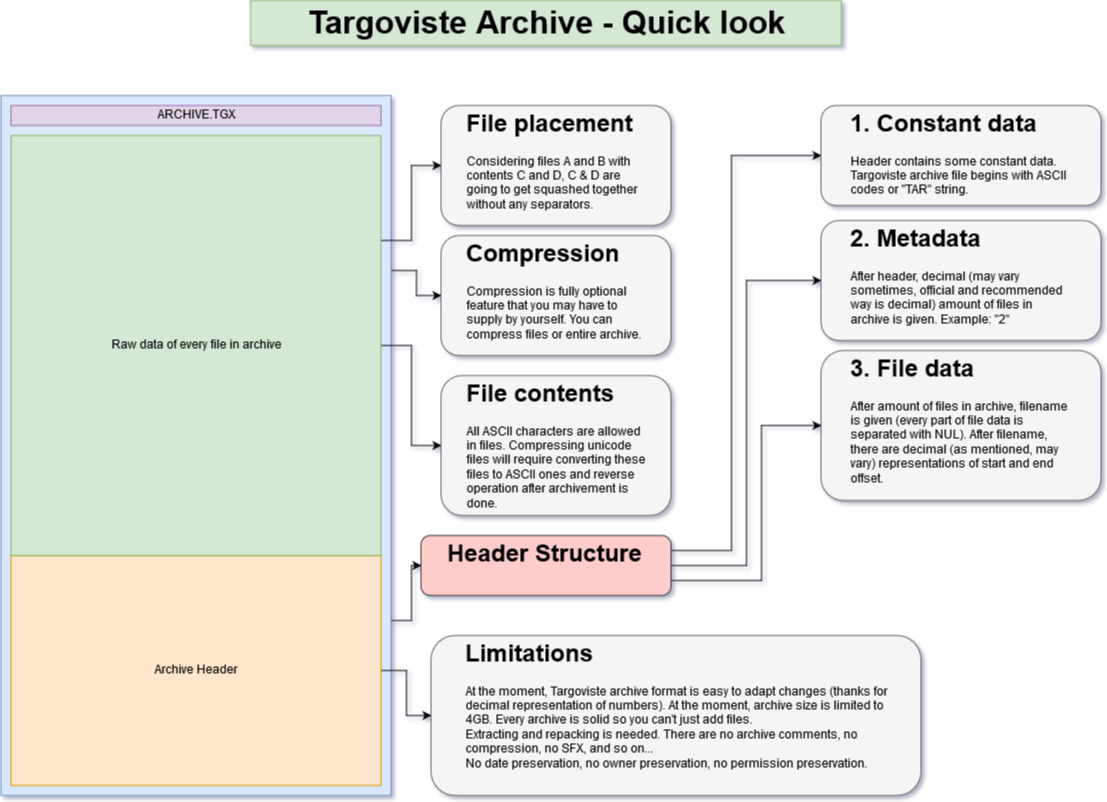 Targoviste Archive - Quick look
ARCHIVE.TGX
Raw data of every file in archive
Archive Header
File placement
Considering files A and B with
contents C and D, C & D are
going to get squashed together
without any separators.
Compression
Compression is fully optional
feature that you may have to
supply by yourself. You can
compress files or entire archive.
File contents
All ASCII characters are allowed
in files. Compressing unicode
files will require converting these
files to ASCII ones and reverse
operation after archivement is
done.
Header Structure
1. Constant data
Header contains some constant data.
Targoviste archive file begins with ASCII
codes or "TAR" string.
2. Metadata
After header, decimal (may vary
sometimes, official and recommended
way is decimal) amount of files in
archive is given. Example: "2"
3. File data
After amount of files in archive, filename
is given (every part of file data is
separated with NUL). After filename,
there are decimal (as mentioned, may
vary) representations of start and end
offset.
Limitations
At the moment, Targoviste archive format is easy to adapt changes (thanks for
decimal representation of numbers). At the moment, archive size is limited to
4GB. Every archive is solid so you can't just add files.
Extracting and repacking is needed. There are no archive comments, no
compression, no SFX, and so on...
No date preservation, no owner preservation, no permission preservation.